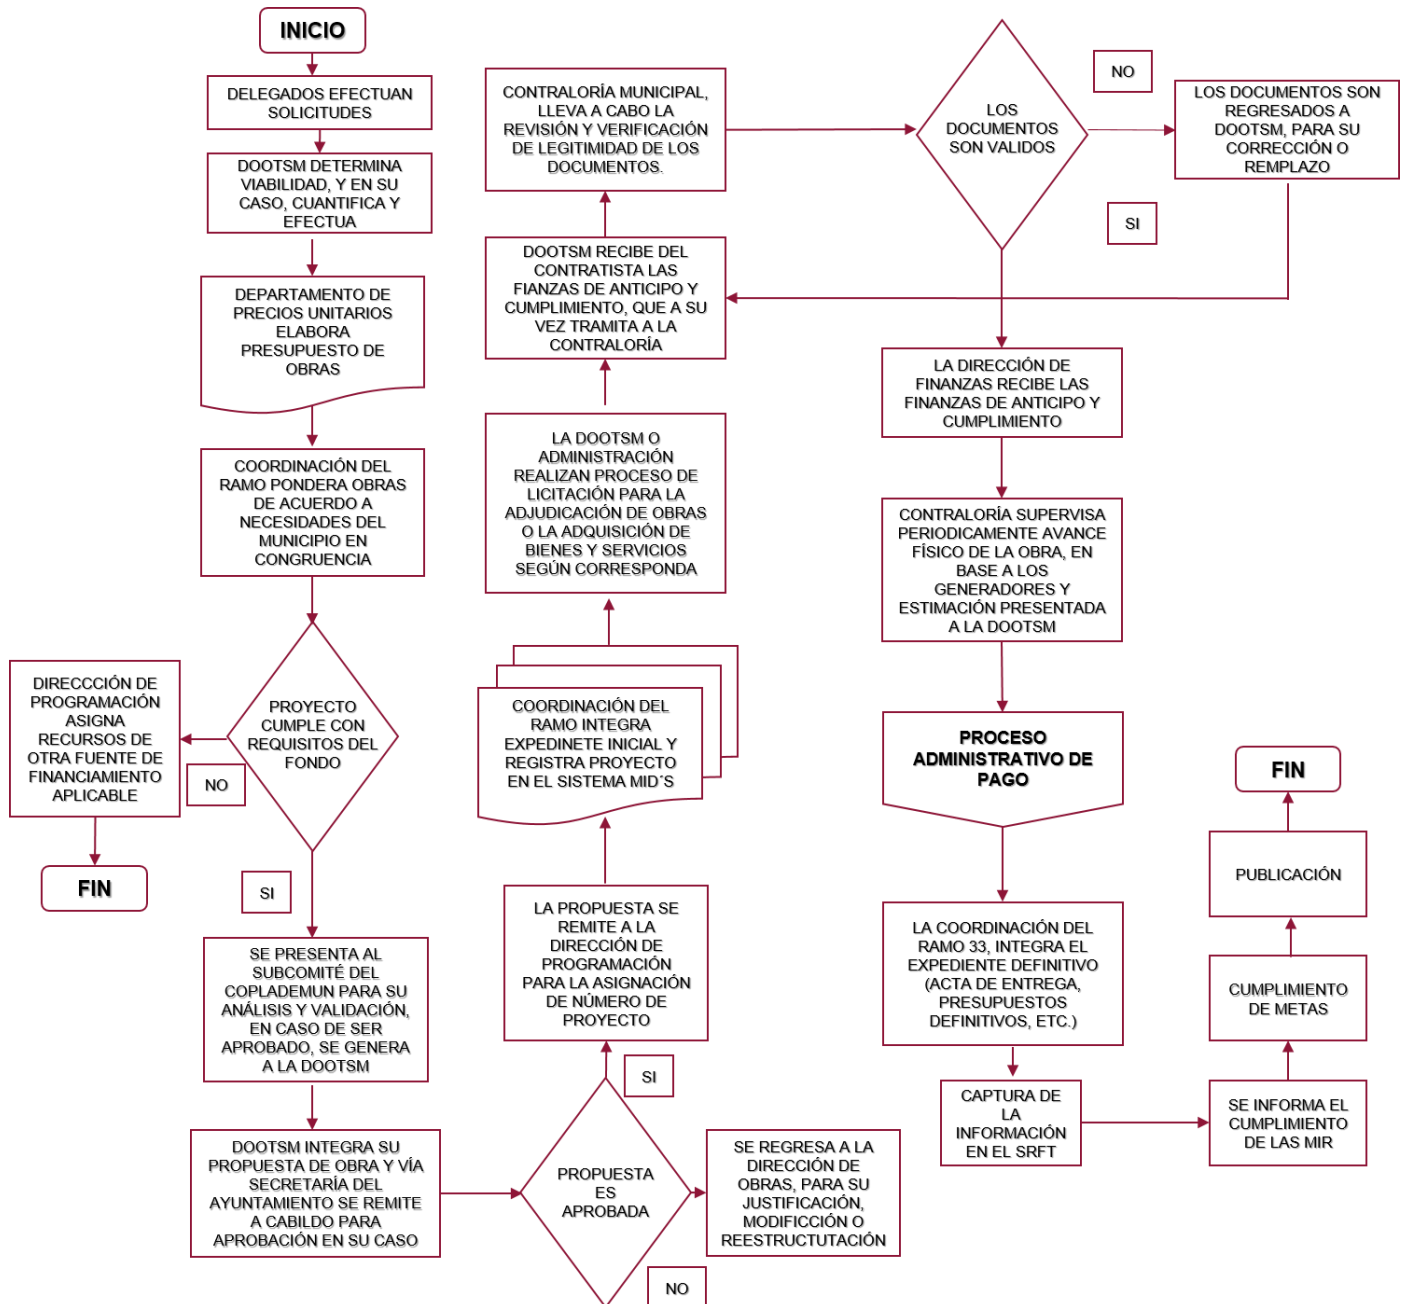 INICIO
DELEGADOS EFECTUAN
SOLICITUDES
DOOTSM DETERMINA
VIABILIDAD, Y EN SU
CASO, CUANTIFICA Y
EFECTUA
DEPARTAMENTO DE
PRECIOS UNITARIOS
ELABORA
PRESUPUESTO DE
OBRAS
COORDINACIÓN DEL
RAMO PONDERA OBRAS
DE ACUERDO A
NECESIDADES DEL
MUNICIPIO EN
CONGRUENCIA
PROYECTO
CUMPLE CON
REQUISITOS DEL
FONDO
NO
DIRECCCIÓN DE
PROGRAMACIÓN
ASIGNA
RECURSOS DE
OTRA FUENTE DE
FINANCIAMIENTO
APLICABLE
FIN
SI
SE PRESENTA AL
SUBCOMITÉ DEL
COPLADEMUN PARA SU
ANÁLISIS Y VALIDACIÓN,
EN CASO DE SER
APROBADO, SE GENERA
A LA DOOTSM
DOOTSM INTEGRA SU
PROPUESTA DE OBRA Y VÍA
SECRETARÍA DEL
AYUNTAMIENTO SE REMITE
A CABILDO PARA
APROBACIÓN EN SU CASO
PROPUESTA
ES
APROBADA
NO
SE REGRESA A LA
DIRECCIÓN DE
OBRAS, PARA SU
JUSTIFICACIÓN,
MODIFICCIÓN O
REESTRUCTUTACIÓN
SI
LA PROPUESTA SE
REMITE A LA
DIRECCIÓN DE
PROGRAMACIÓN
PARA LA ASIGNACIÓN
DE NÚMERO DE
PROYECTO
COORDINACIÓN DEL
RAMO INTEGRA
EXPEDINETE INICIAL Y
REGISTRA PROYECTO
EN EL SISTEMA MID´S
LA DOOTSM O
ADMINISTRACIÓN
REALIZAN PROCESO DE
LICITACIÓN PARA LA
ADJUDICACIÓN DE OBRAS
O LA ADQUISICIÓN DE
BIENES Y SERVICIOS
SEGÚN CORRESPONDA
DOOTSM RECIBE DEL
CONTRATISTA LAS
FIANZAS DE ANTICIPO Y
CUMPLIMIENTO, QUE A SU
VEZ TRAMITA A LA
CONTRALORÍA
CONTRALORÍA MUNICIPAL,
LLEVA A CABO LA
REVISIÓN Y VERIFICACIÓN
DE LEGITIMIDAD DE LOS
DOCUMENTOS.
LOS
DOCUMENTOS
SON VALIDOS
NO
LOS DOCUMENTOS SON
REGRESADOS A
DOOTSM, PARA SU
CORRECCIÓN O
REMPLAZO
SI
LA DIRECCIÓN DE
FINANZAS RECIBE LAS
FINANZAS DE ANTICIPO Y
CUMPLIMIENTO
CONTRALORÍA SUPERVISA
PERIODICAMENTE AVANCE
FÍSICO DE LA OBRA, EN
BASE A LOS
GENERADORES Y
ESTIMACIÓN PRESENTADA
A LA DOOTSM
PROCESO
ADMINISTRATIVO DE
PAGO
LA COORDINACIÓN DEL
RAMO 33, INTEGRA EL
EXPEDIENTE DEFINITIVO
(ACTA DE ENTREGA,
PRESUPUESTOS
DEFINITIVOS, ETC.)
CAPTURA DE
LA
INFORMACIÓN
EN EL SRFT
SE INFORMA EL
CUMPLIMIENTO
DE LAS MIR
CUMPLIMIENTO
DE METAS
PUBLICACIÓN
FIN